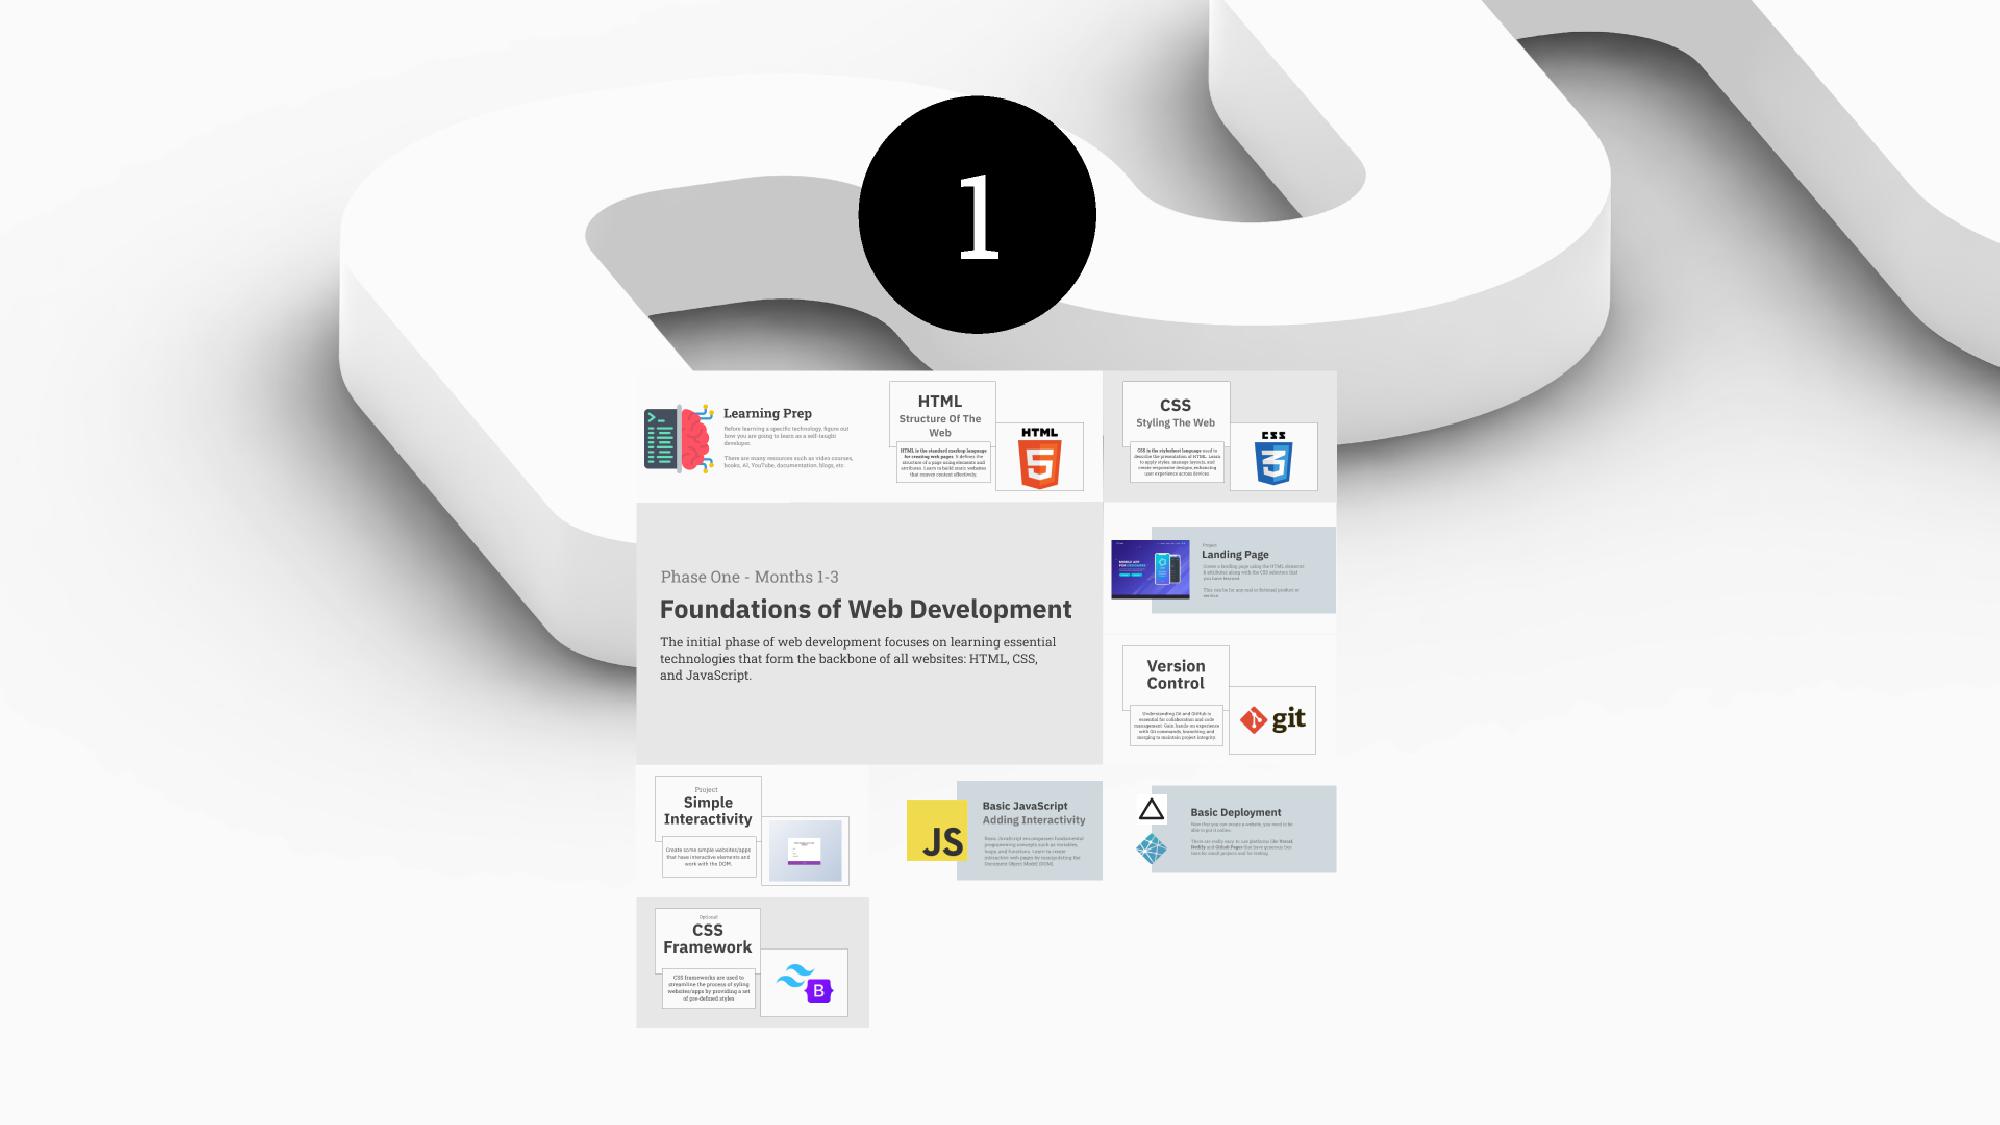 1
Learning Prep
Before learning a specific technology, figure out
how you are going to learn as a self-taught
developer.
There are many resources such as video courses,
books, AI, YouTube, documentation, blogs, etc
HTML
Structure Of The
Web
HTML is the standard markup language
for creating web pages. It defines the
structure of a page using elements and
attributes. Learn to build static websites
that convey content effectively.
HTML
5
CSS
Styling The Web
CSS is the stylesheet language used to
describe the presentation of HTML. Learn
to apply styles, manage layouts, and
create responsive designs, enhancing
user experience across devices.
CSS
3
Phase One - Months 1-3
Foundations of Web Development
The initial phase of web development focuses on learning essential
technologies that form the backbone of all websites: HTML, CSS,
and JavaScript.
Project
Landing Page
Create a landing page using the HTML elements
& attributes along with the CSS selectors that
you have learned.
This can be for any real or fictional product or
service.
MOBILE APP
Version
Control
Understanding Git and GitHub is
essential for collaboration and code
management. Gain hands-on experience
with Git commands, branching and
merging to maintain project integrity.
git
Project
Simple
Interactivity
Create some simple websites/apps
that have interactive elements and
work with the DOM.
JS
Basic JavaScript
Adding Interactivity
Basic JavaScript encompasses fundamental
programming concepts such as variables,
loops, and functions. Learn to create
interactive web pages by manipulating the
Document Object Model (DOM).
Basic Deployment
Now that you can create a website, you need to be
able to put it online.
There are really easy to use platforms like Vercel,
Netlify and Github Pages that have generous free
tiers for small projects and for testing.
Optional
CSS
Framework
CSS frameworks are used to
streamline the process of syling
websites/apps by providing a set
of pre-defined styles
B